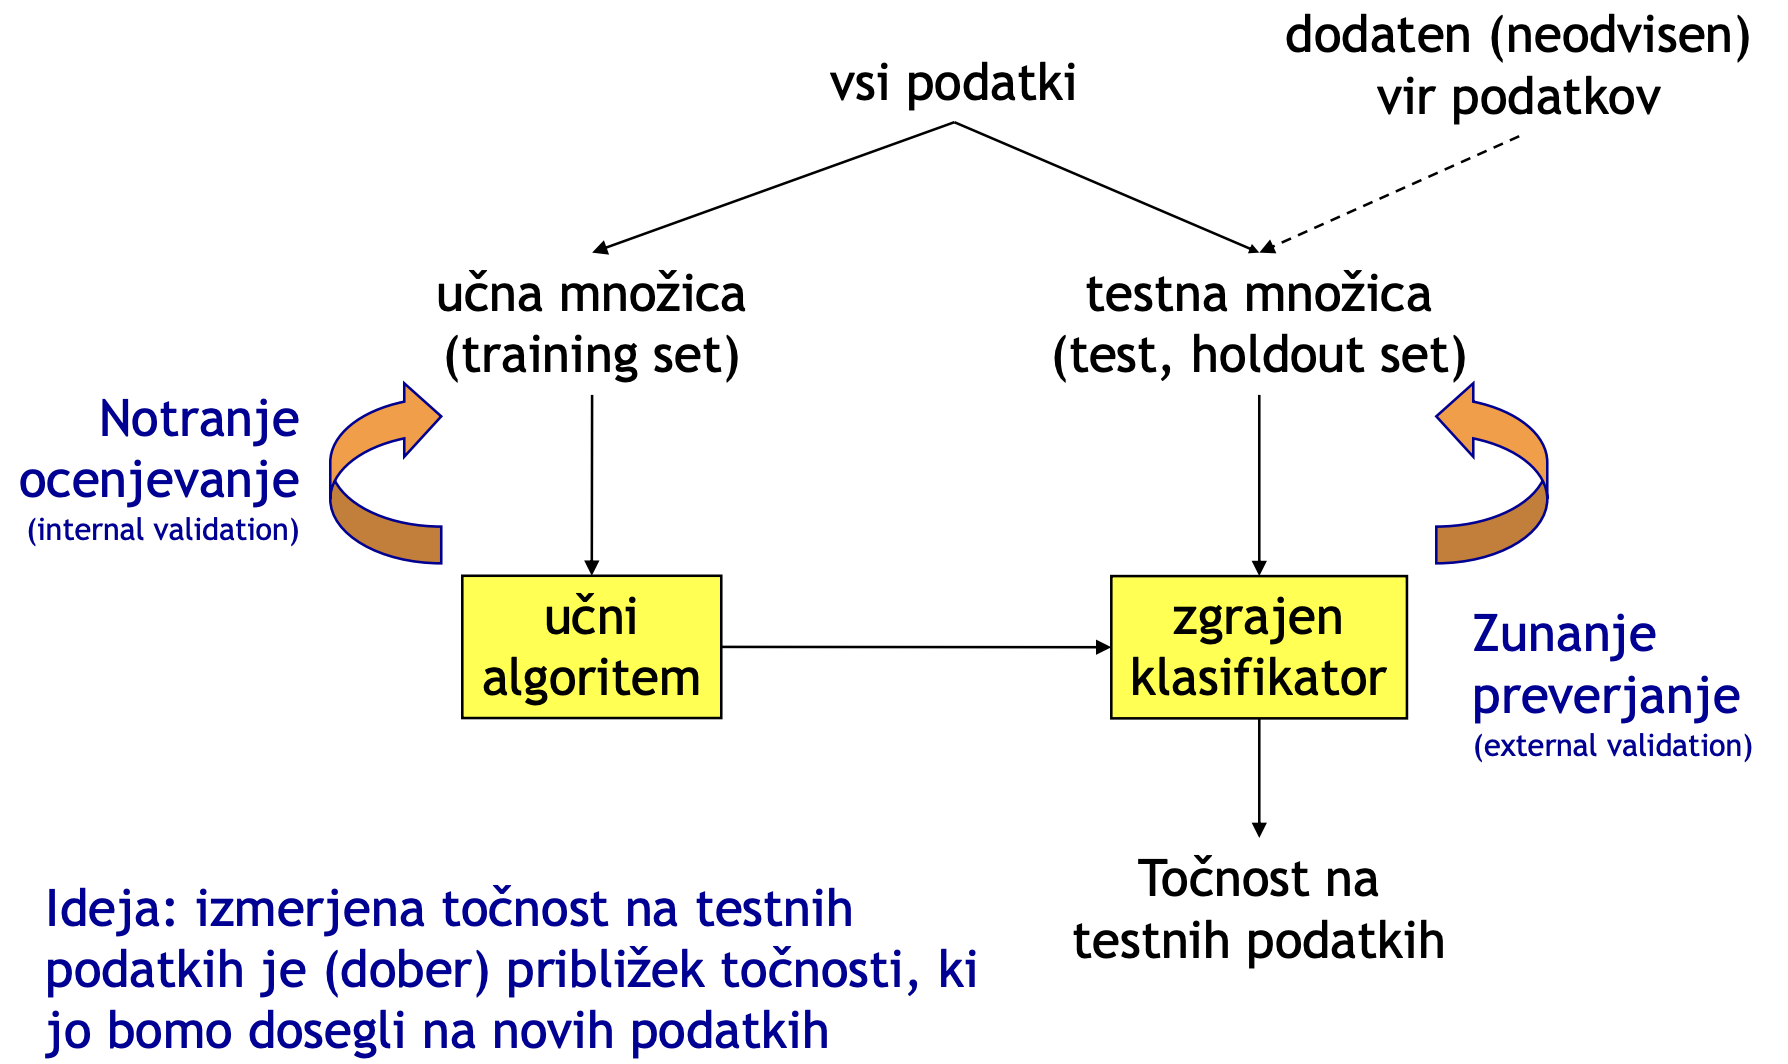 dodaten (neodvisen)
vir podatkov
vsi podatki
učna množica
(training set)
testna množica
(test, holdout set)
Notranje
ocenjevanje
(internal validation)
učni
algoritem
zgrajen
klasifikator
Zunanje
preverjanje
(external validation)
Točnost na
testnih podatkih
Ideja: izmerjena točnost na testnih
podatkih je (dober) približek točnosti, ki
jo bomo dosegli na novih podatkih